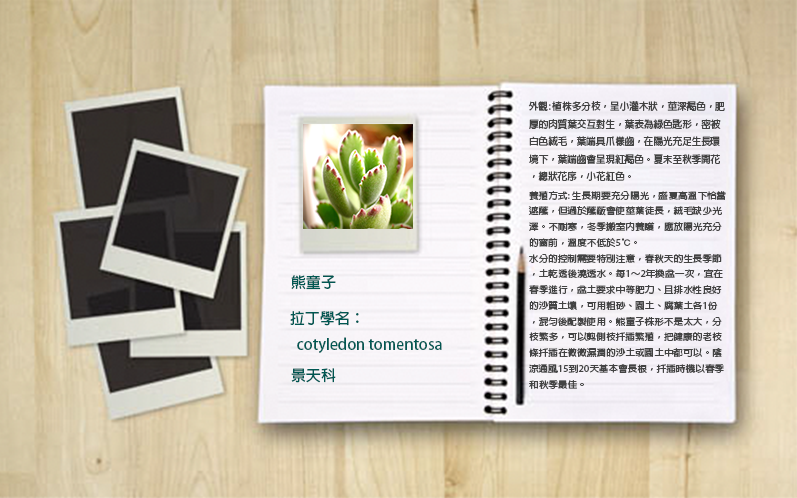 熊童子
拉丁學名：
cotyledon tomentosa
景天科
外觀:植株多分枝，呈小灌木狀，莖深褐色，肥
厚的肉質葉交互對生，葉表為綠色匙形，密被
白色絨毛，葉端具爪樣齒，在陽光充足生長環
境下，葉端齒會呈現紅褐色。夏末至秋季開花
，總狀花序，小花紅色。
養殖方式:生長期要充分陽光，盛夏高溫下恰當
遮蔭，但過於蔭蔽會使莖葉徒長，絨毛缺少光
澤。不耐寒，冬季搬室內養護，應放陽光充分
的窗前，溫度不低於5℃。
水分的控制需要特別注意，春秋天的生長季節
，土乾透後澆透水。每1～2年換盆一次，宜在
春季進行，盆土要求中等肥力、且排水性良好
的沙質土壤，可用粗砂、園土、腐葉土各1份
，混勻後配製使用。熊童子株形不是太大，分
枝繁多，可以剪側枝扦插繁殖，把健康的老枝
條扦插在微微濕潤的沙土或園土中都可以。陰
涼通風15到20天基本會長根，扦插時機以春季
和秋季最佳。